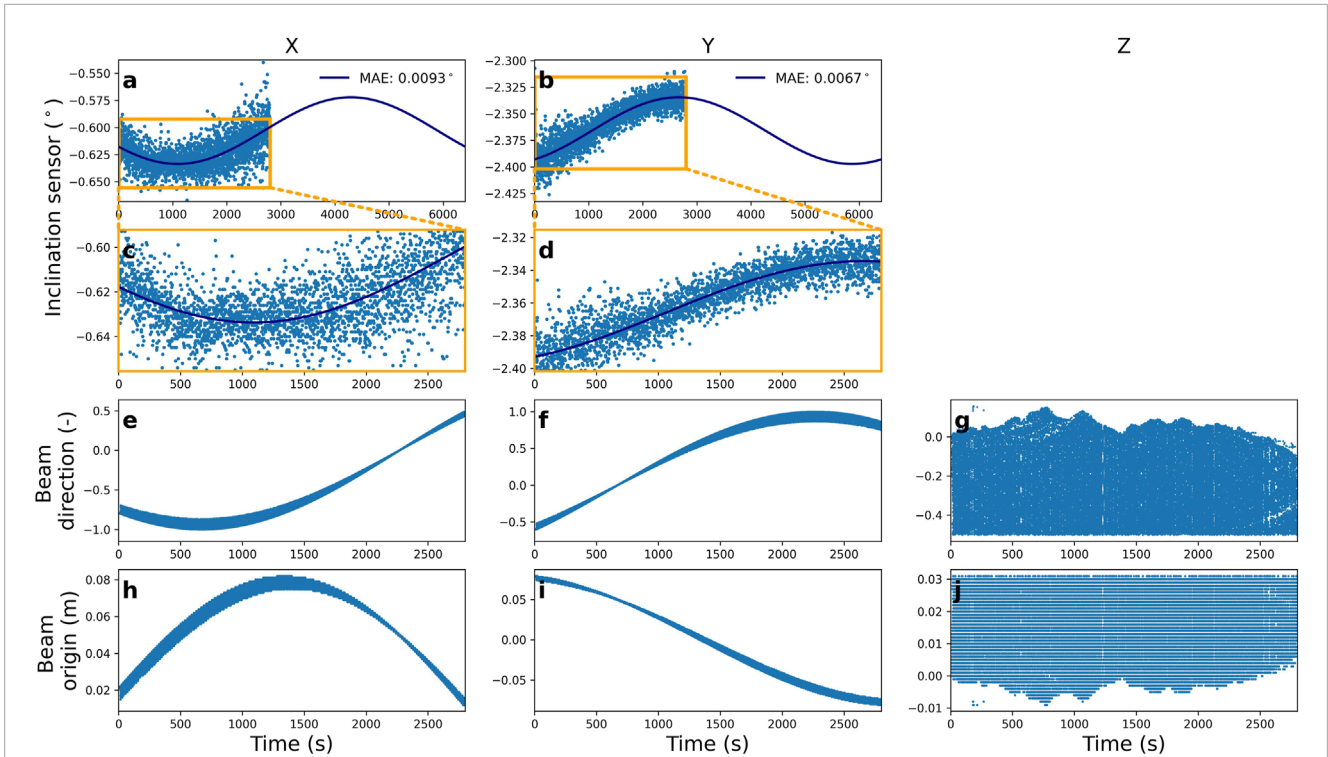 X Y Z
a MAE: 0.0093°
b MAE: 0.0067°
Inclination sensor (°)
−0.550
−0.575
−0.600
−0.625
−0.650
0 1000 2000 3000 4000 5000 6000
−2.300
−2.325
−2.350
−2.375
−2.400
−2.425
0 1000 2000 3000 4000 5000 6000
c
−0.60
−0.62
−0.64
0 500 1000 1500 2000 2500
d
−2.32
−2.34
−2.36
−2.38
−2.40
0 500 1000 1500 2000 2500
Beam
direction (-)
e
0.5
0.0
−0.5
−1.0
0 500 1000 1500 2000 2500
f
1.0
0.5
0.0
−0.5
0 500 1000 1500 2000 2500
g
0.0
−0.2
−0.4
0 500 1000 1500 2000 2500
Beam
origin (m)
h
0.08
0.06
0.04
0.02
0 500 1000 1500 2000 2500
Time (s)
i
0.05
0.00
−0.05
0 500 1000 1500 2000 2500
Time (s)
j
0.03
0.02
0.01
0.00
−0.01
0 500 1000 1500 2000 2500
Time (s)